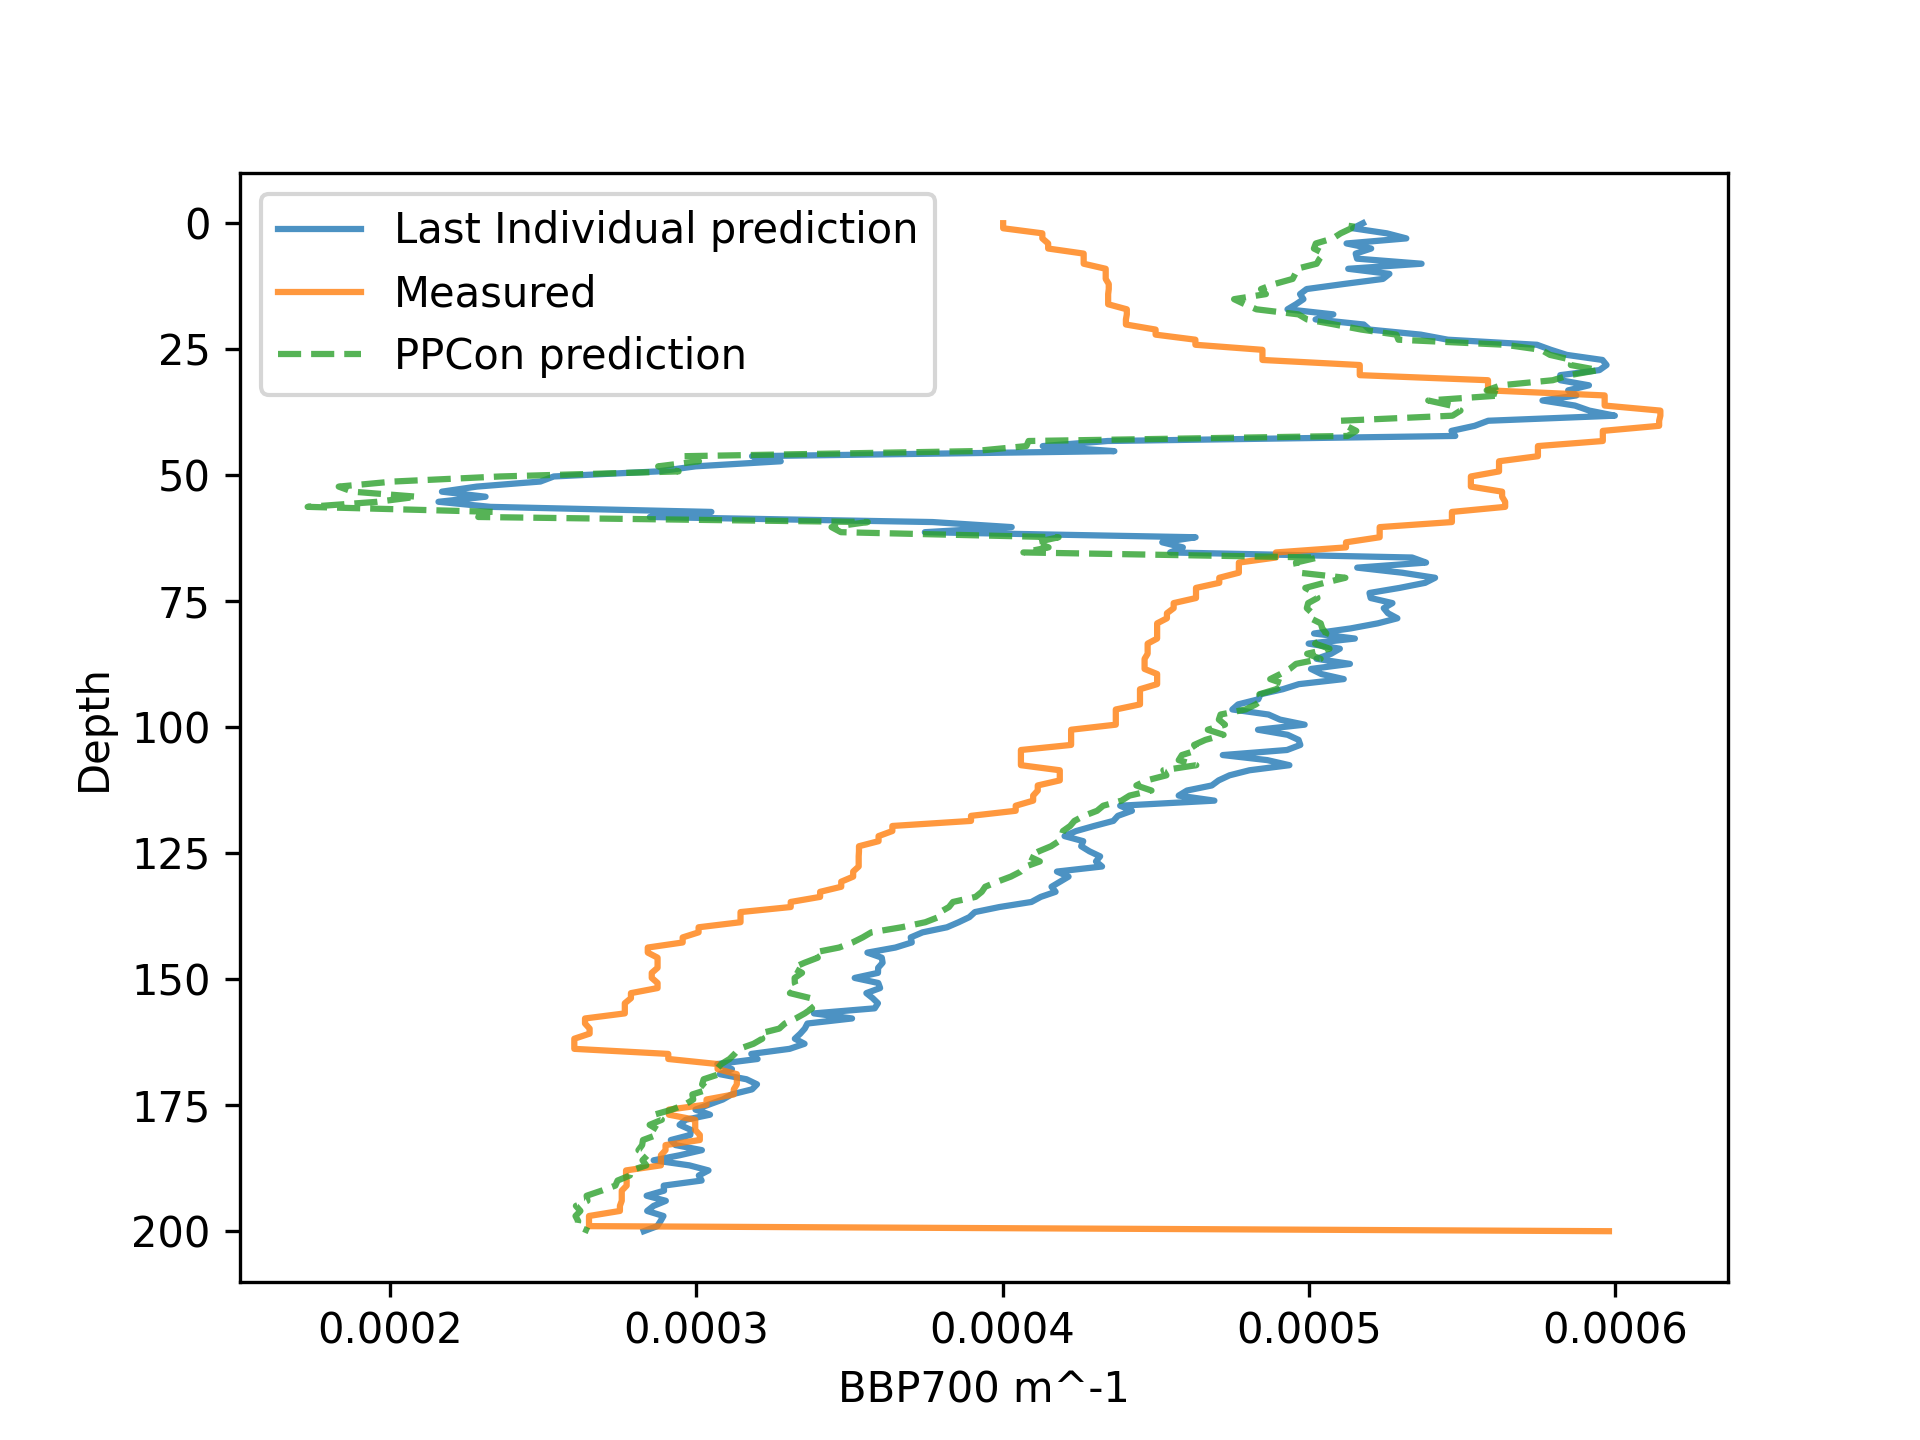 Last Individual prediction
Measured
PPCon prediction
0
25
50
75
100
125
150
175
200
Depth
0.0002 0.0003 0.0004 0.0005 0.0006
BBP700 m^-1